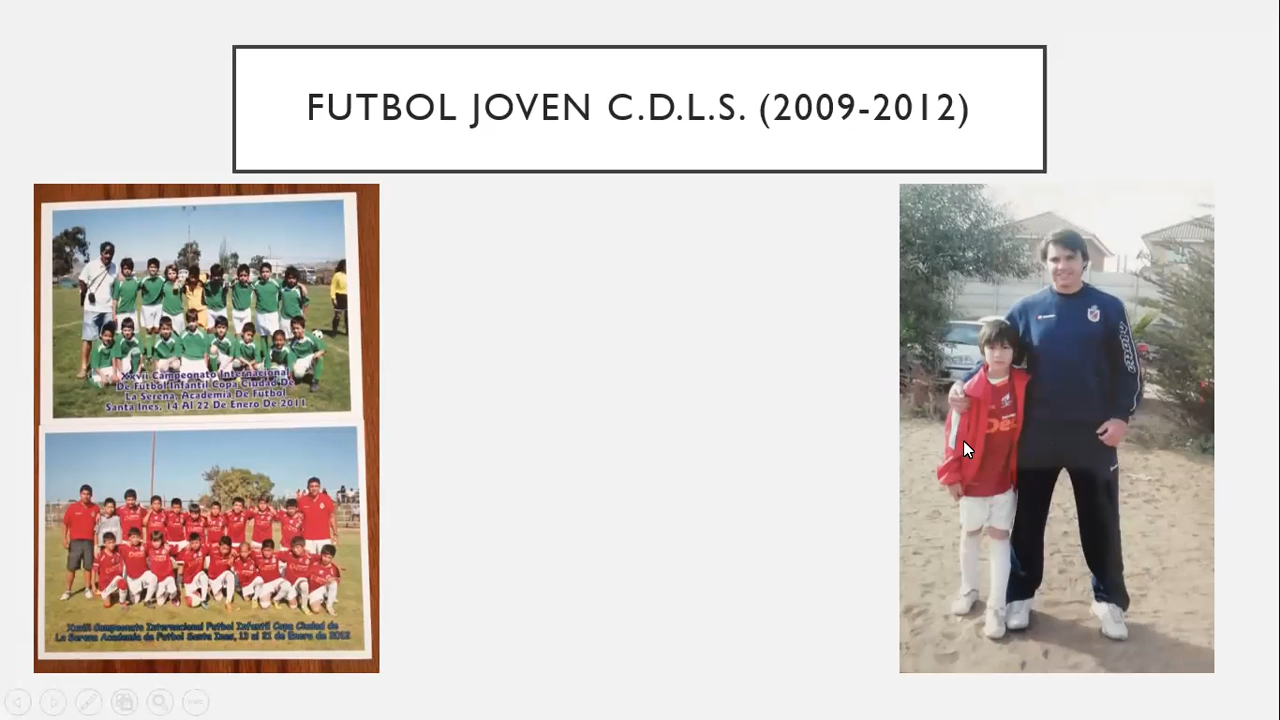 FUTBOL JOVEN C.D.L.S. (2009-2012)
XXVII Campeonato Internacional
De Futbol Infantil Copa Ciudad De
La Serena, Academia De Futbol
Santa Ines, 14 Al 22 De Enero De 2011
Xxviii Campeonato Internacional Futbol Infantil Copa Ciudad de
La Serena Academia de Futbol Santa Ines, 13 al 21 de Enero de 2012